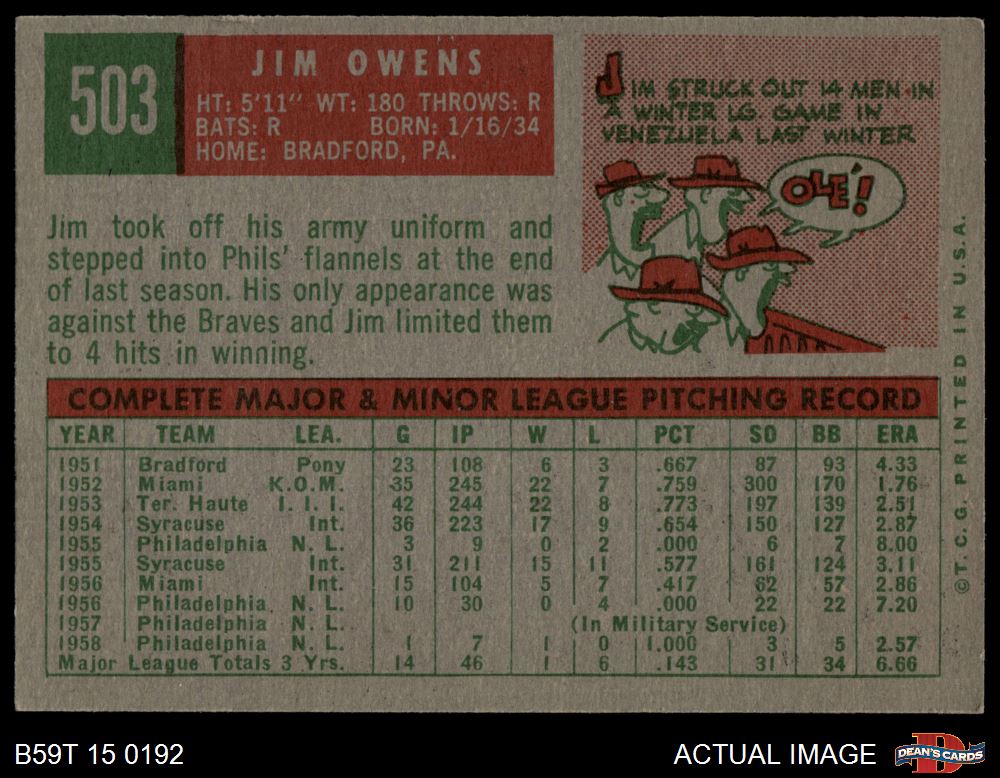 503
JIM OWENS
HT: 5'11" WT: 180 THROWS: R
BATS: R BORN: 1/16/34
HOME: BRADFORD, PA.
JIM STRUCK OUT 14 MEN IN
A WINTER LG. GAME IN
VENEZUELA LAST WINTER
OLÉ!
Jim took off his army uniform and
stepped into Phils' flannels at the end
of last season. His only appearance was
against the Braves and Jim limited them
to 4 hits in winning.
COMPLETE MAJOR & MINOR LEAGUE PITCHING RECORD
YEAR TEAM LEA. G IP W L PCT SO BB ERA
1951 Bradford Pony 23 108 6 3 .667 87 93 4.33
1952 Miami K.O.M. 35 245 22 7 .759 300 170 1.76
1953 Ter. Haute I. I. I. 42 244 22 8 .773 197 139 2.51
1954 Syracuse Int. 36 223 17 9 .654 150 127 2.87
1955 Philadelphia N. L. 3 9 0 2 .000 6 7 8.00
1955 Syracuse Int. 31 211 15 11 .577 161 124 3.11
1956 Miami Int. 15 104 5 7 .417 62 57 2.86
1956 Philadelphia N. L. 10 30 0 4 .000 22 22 7.20
1957 Philadelphia N. L. (In Military Service)
1958 Philadelphia N. L. 1 7 1 0 1.000 3 5 2.57
Major League Totals 3 Yrs. 14 46 1 6 .143 31 34 6.66
©T.C.G. PRINTED IN U.S.A.
B59T 15 0192
ACTUAL IMAGE
DEAN'S CARDS